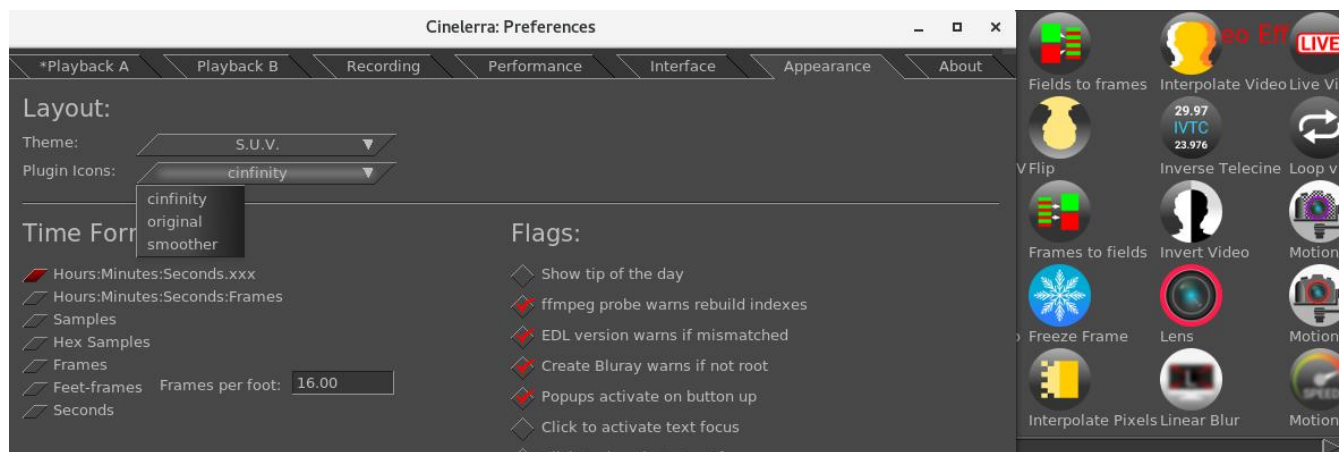 Cinelerra: Preferences
*Playback A Playback B Recording Performance Interface Appearance About
Layout:
Theme: S.U.V.
Plugin Icons: cinfinity
cinfinity
original
smoother
Time For
Hours:Minutes:Seconds.xxx
Hours:Minutes:Seconds:Frames
Samples
Hex Samples
Frames
Feet-frames Frames per foot: 16.00
Seconds
Flags:
Show tip of the day
ffmpeg probe warns rebuild indexes
EDL version warns if mismatched
Create Bluray warns if not root
Popups activate on button up
Click to activate text focus
eo Eff
LIVE
Fields to frames Interpolate Video Live Vi
29.97
IVTC
23.976
V Flip Inverse Telecine Loop v
Frames to fields Invert Video Motion
Freeze Frame Lens Motion
L
SPEED
Interpolate Pixels Linear Blur Motion